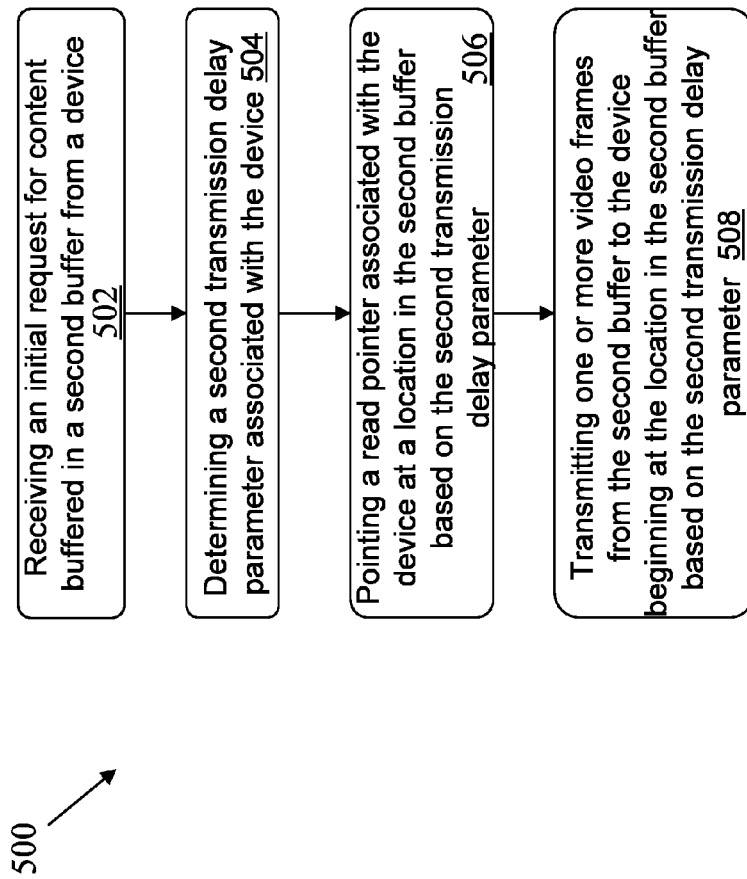 500
Receiving an initial request for content
buffered in a second buffer from a device
502
Determining a second transmission delay
parameter associated with the device 504
Pointing a read pointer associated with the
device at a location in the second buffer
based on the second transmission
delay parameter 506
Transmitting one or more video frames
from the second buffer to the device
beginning at the location in the second buffer
based on the second transmission delay
parameter 508